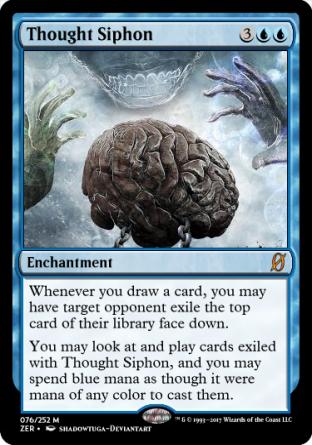 Thought Siphon 3
Enchantment
Whenever you draw a card, you may
have target opponent exile the top
card of their library face down.
You may look at and play cards exiled
with Thought Siphon, and you may
spend blue mana as though it were
mana of any color to cast them.
076/252 M
ZER • SHADOWTUGA-DEVIANTART
™ & © 1993–2017 Wizards of the Coast LLC